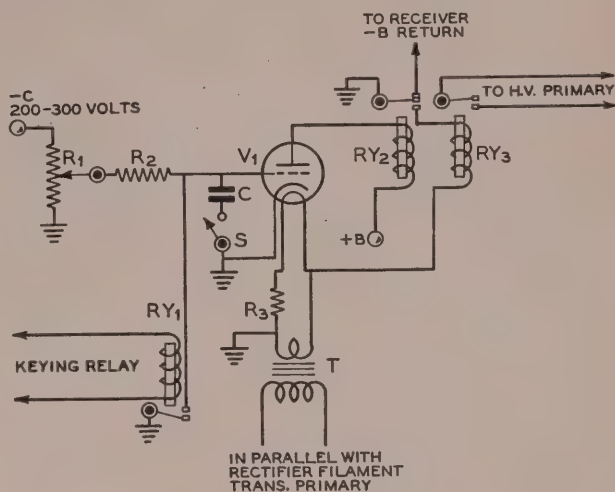 TO RECEIVER
-B RETURN
-C
200-300 VOLTS
TO H.V. PRIMARY
R1
R2
V1
RY2
RY3
C
S
+B
R3
RY1
KEYING RELAY
T
IN PARALLEL WITH
RECTIFIER FILAMENT
TRANS. PRIMARY